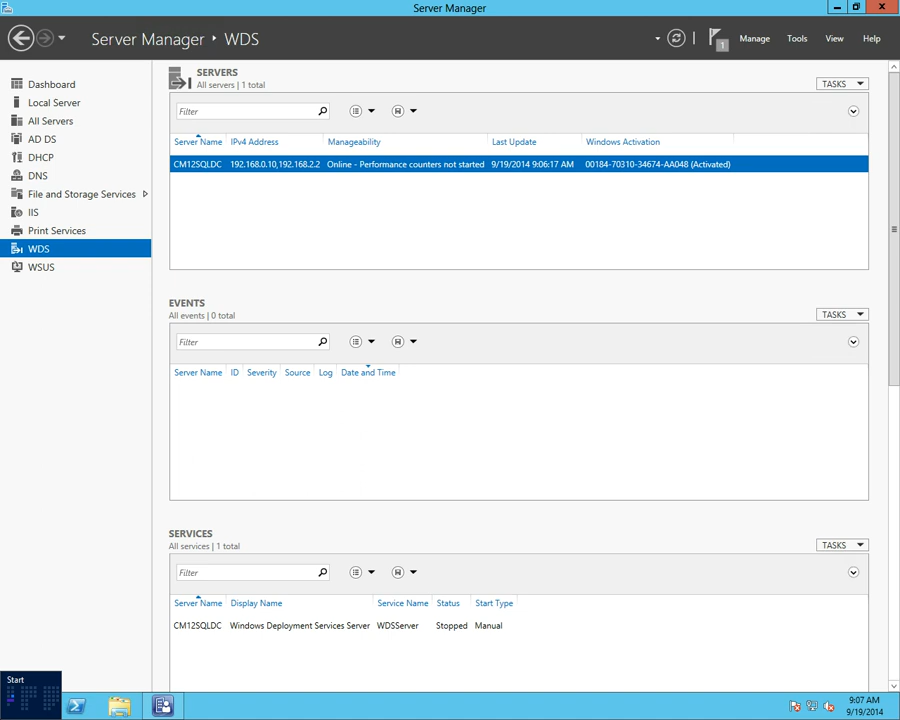 Server Manager
Server Manager ‣ WDS
1
Manage
Tools
View
Help
Dashboard
Local Server
All Servers
AD DS
DHCP
DNS
File and Storage Services
IIS
Print Services
WDS
WSUS
SERVERS
All servers | 1 total
TASKS
Filter
Server Name IPv4 Address Manageability Last Update Windows Activation
CM12SQLDC 192.168.0.10,192.168.2.2 Online - Performance counters not started 9/19/2014 9:06:17 AM 00184-70310-34674-AA048 (Activated)
EVENTS
All events | 0 total
TASKS
Filter
Server Name ID Severity Source Log Date and Time
SERVICES
All services | 1 total
TASKS
Filter
Server Name Display Name Service Name Status Start Type
CM12SQLDC Windows Deployment Services Server WDSServer Stopped Manual
Start
9:07 AM
9/19/2014